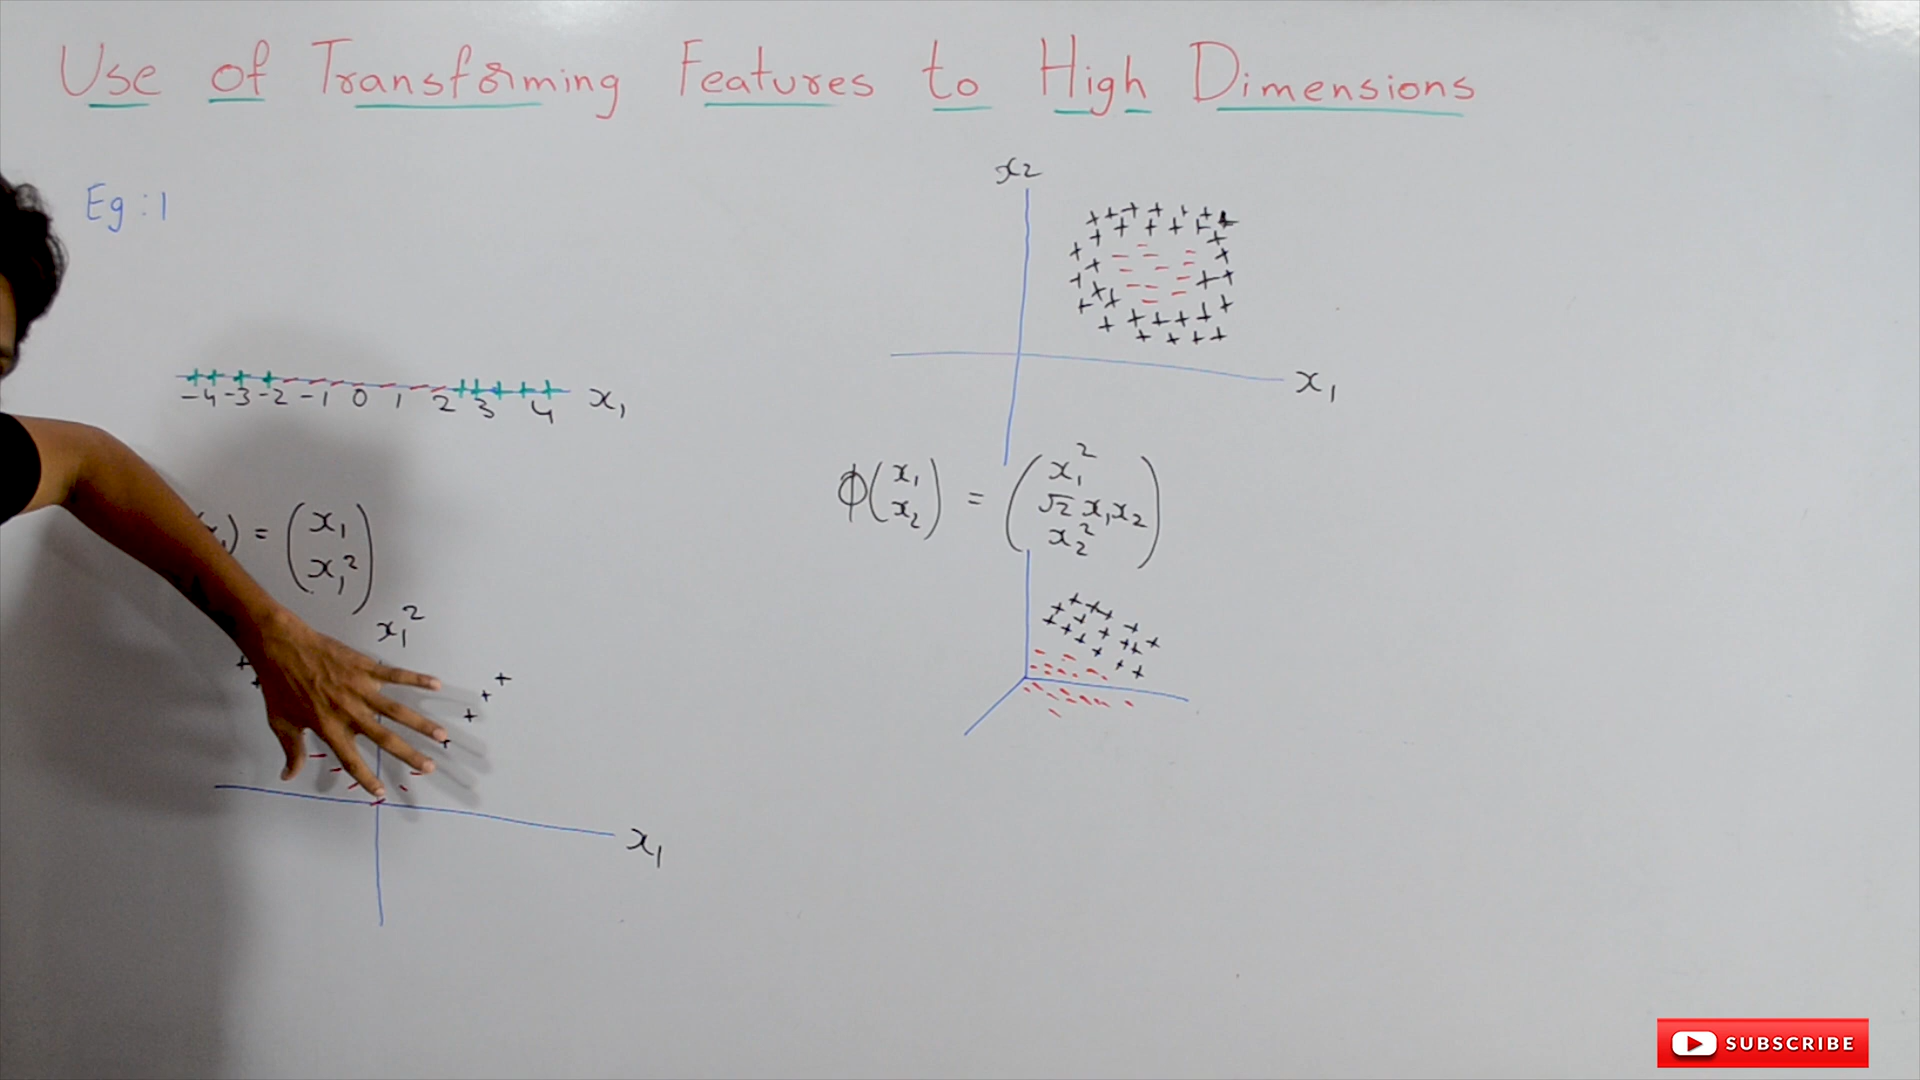 Use of Transforming Features to High Dimensions
Eg : 1
-4 -3 -2 -1 0 1 2 3 4 x₁
= (x₁
x₁²)
x₁²
x₁
x₂
x₁
ϕ(x₁
x₂) = (x₁²
√2 x₁x₂
x₂²)
SUBSCRIBE